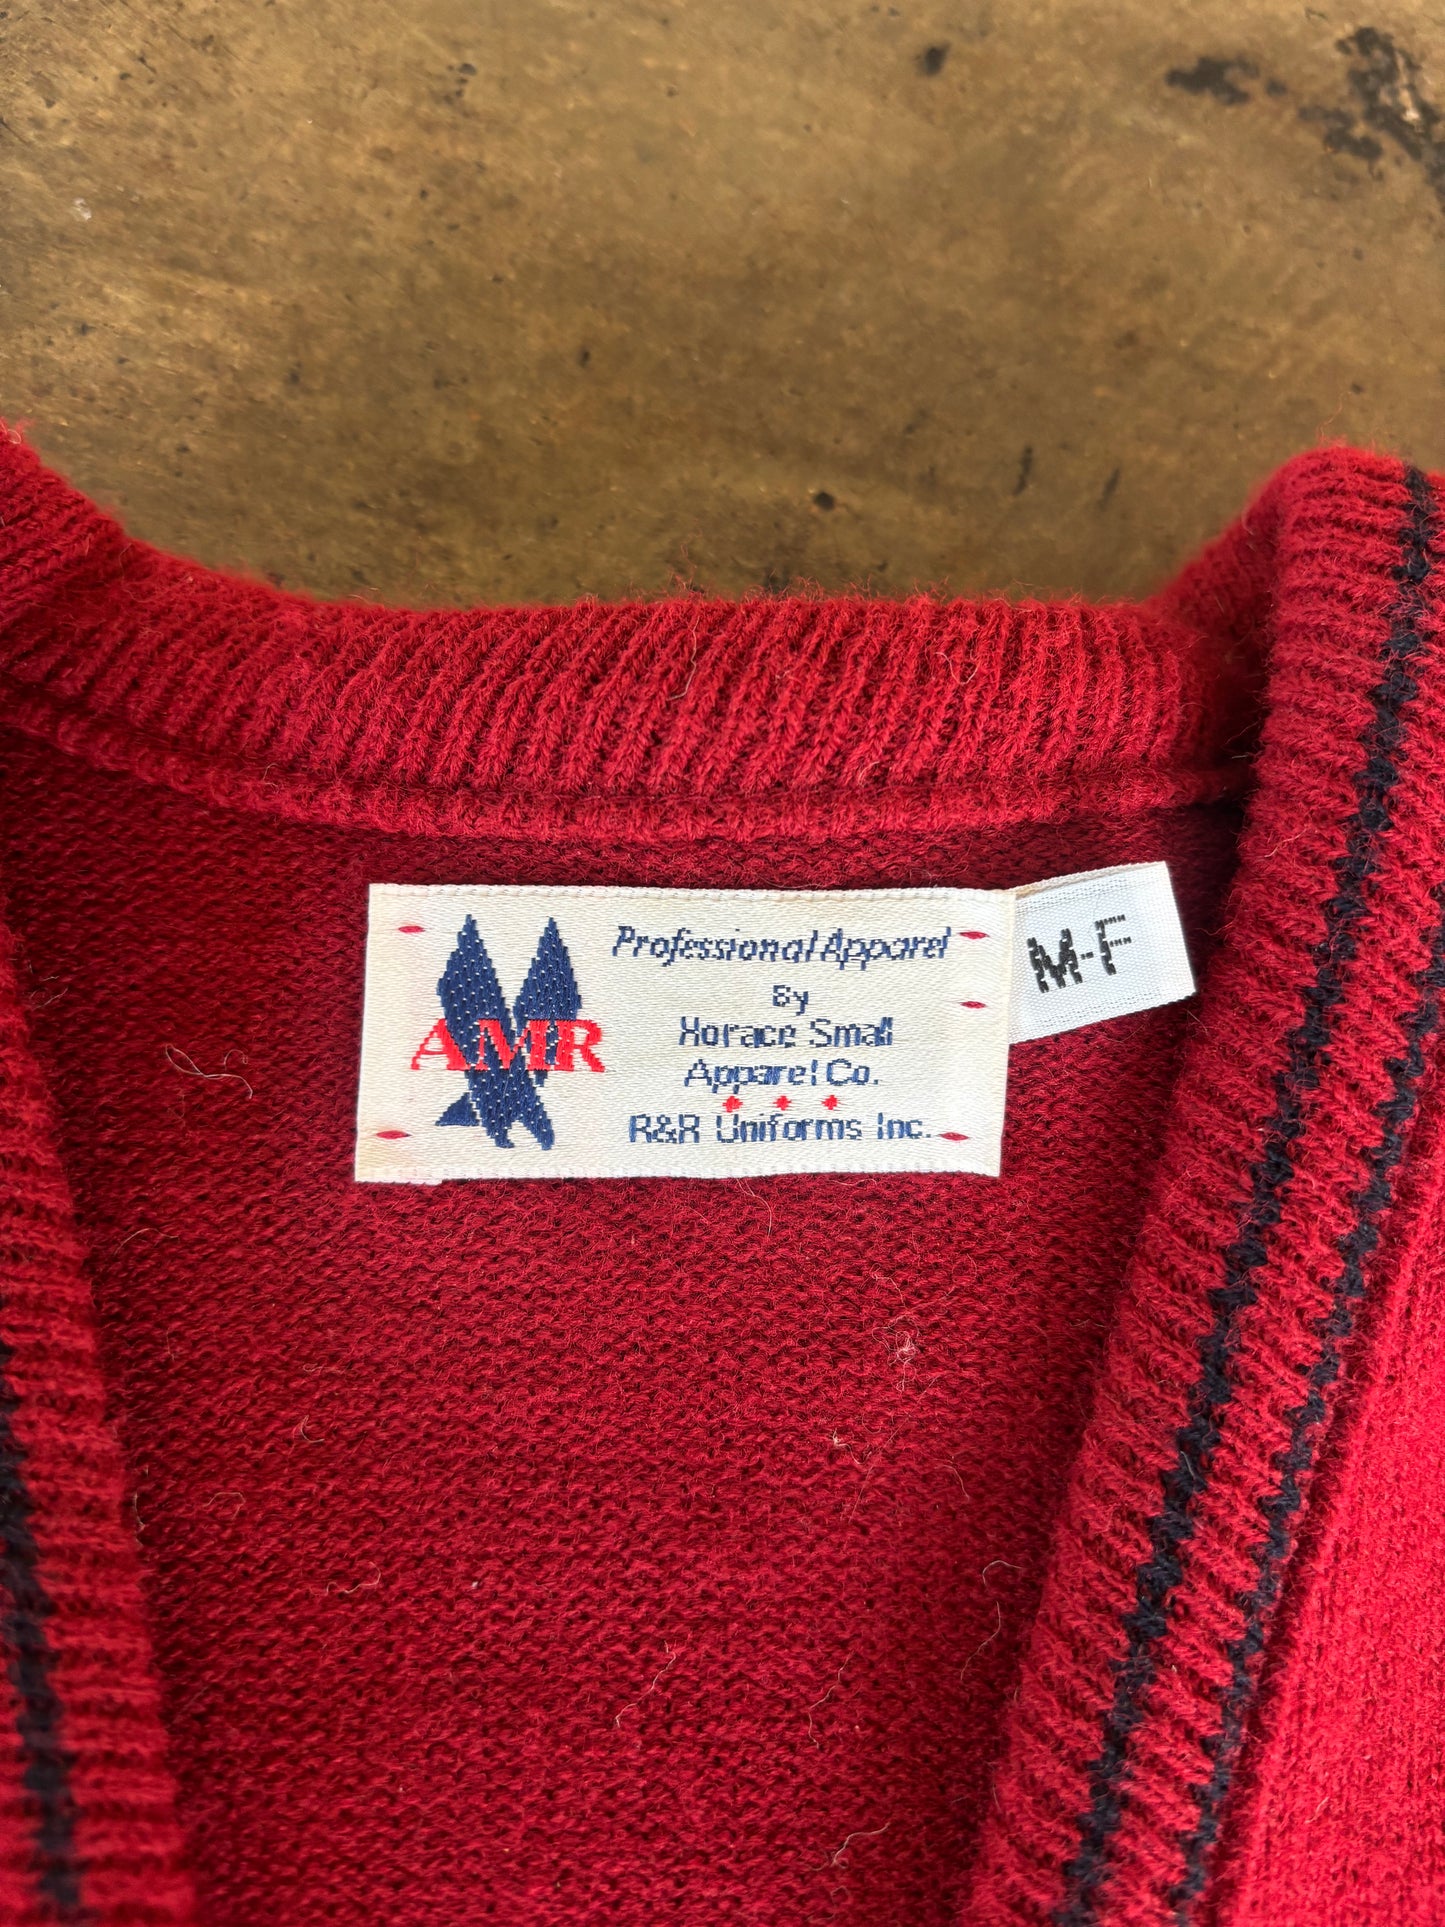 AMR
Professional Apparel
By
Horace Small
Apparel Co.
R&R Uniforms Inc.
M-F